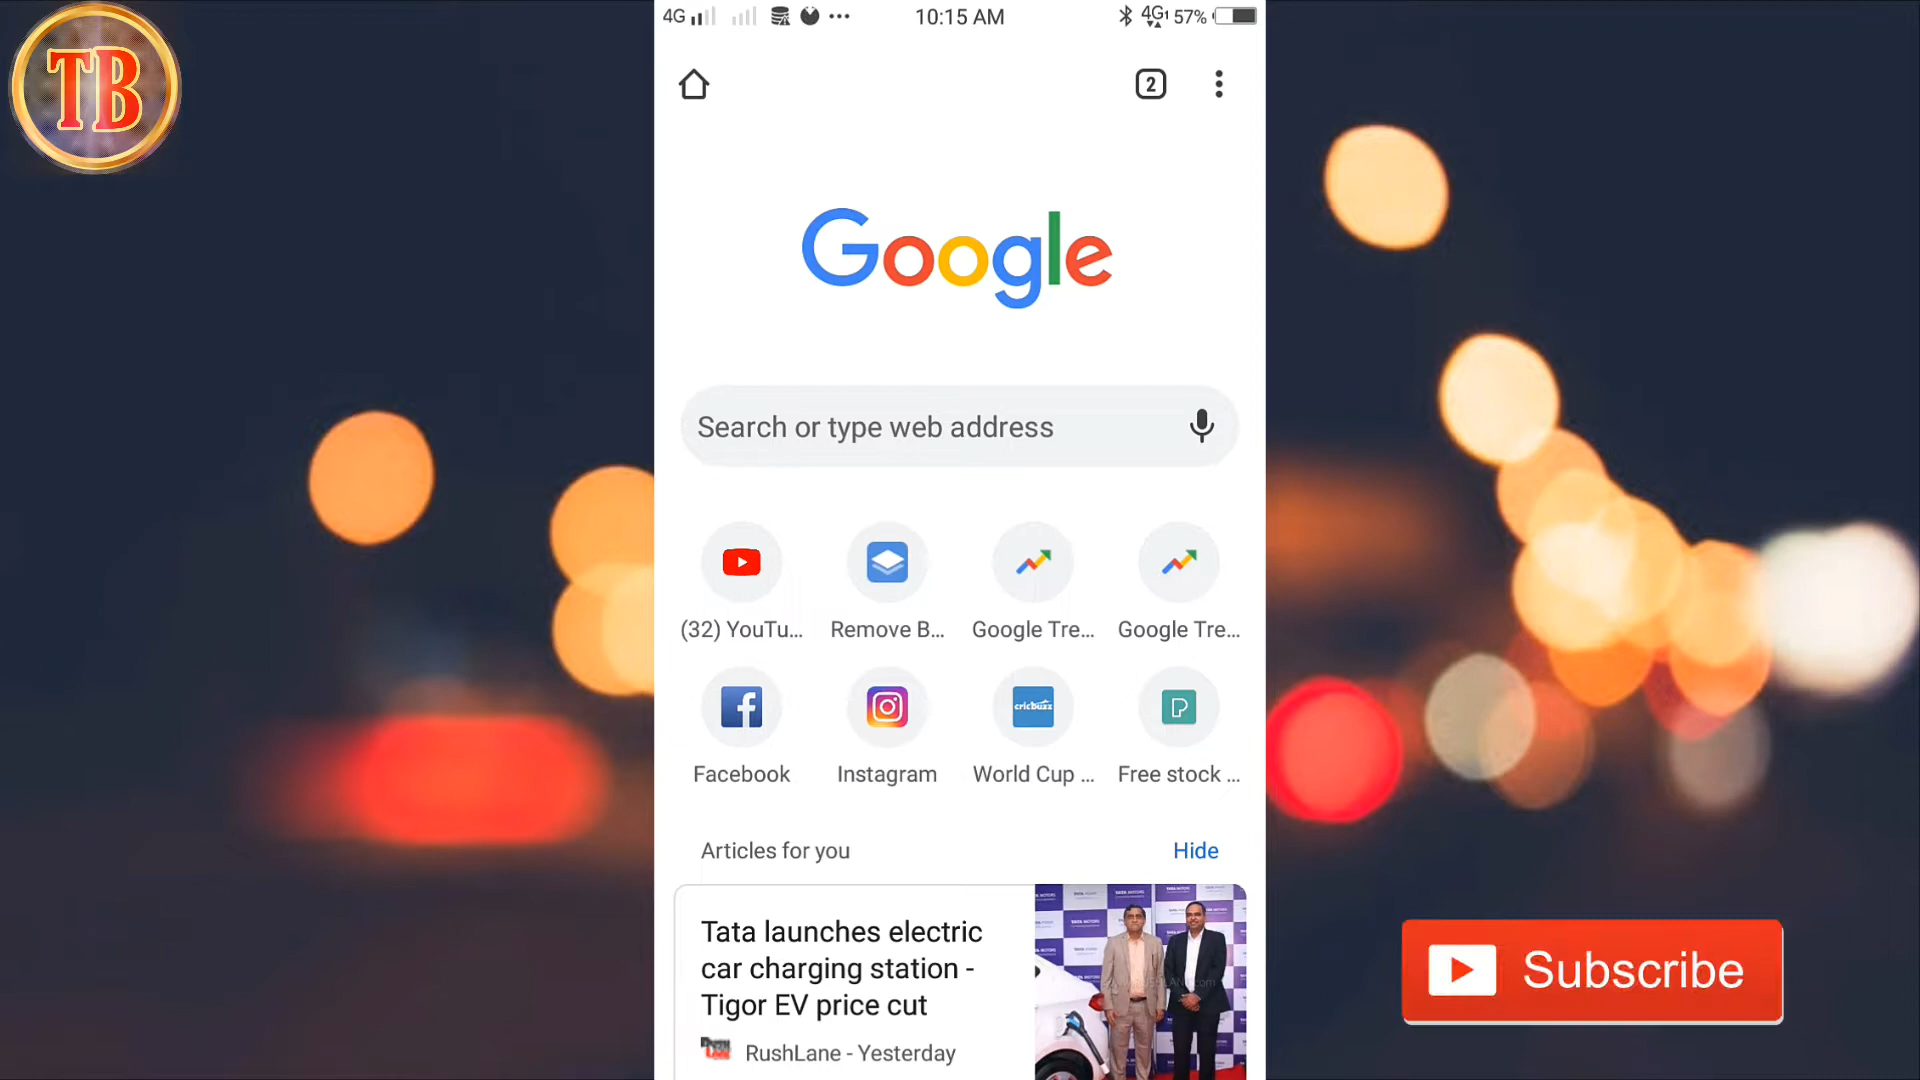 TB
4G
10:15 AM
4G 57%
2
Google
Search or type web address
(32) YouTu...
Remove B...
Google Tre...
Google Tre...
Facebook
Instagram
World Cup ...
Free stock ...
cricbuzz
Articles for you
Hide
Tata launches electric
car charging station -
Tigor EV price cut
RushLane - Yesterday
Subscribe